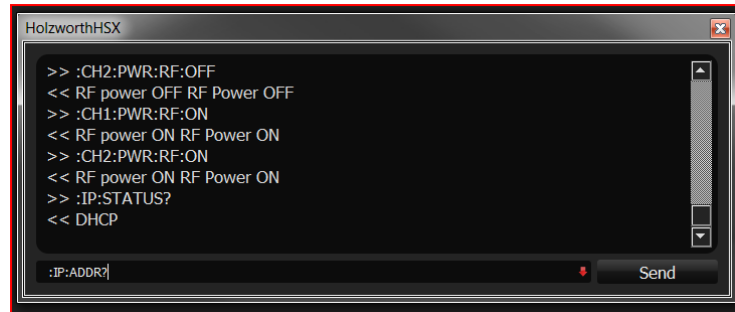 HolzworthHSX
>> :CH2:PWR:RF:OFF
<< RF power OFF RF Power OFF
>> :CH1:PWR:RF:ON
<< RF power ON RF Power ON
>> :CH2:PWR:RF:ON
<< RF power ON RF Power ON
>> :IP:STATUS?
<< DHCP
:IP:ADDR?
Send